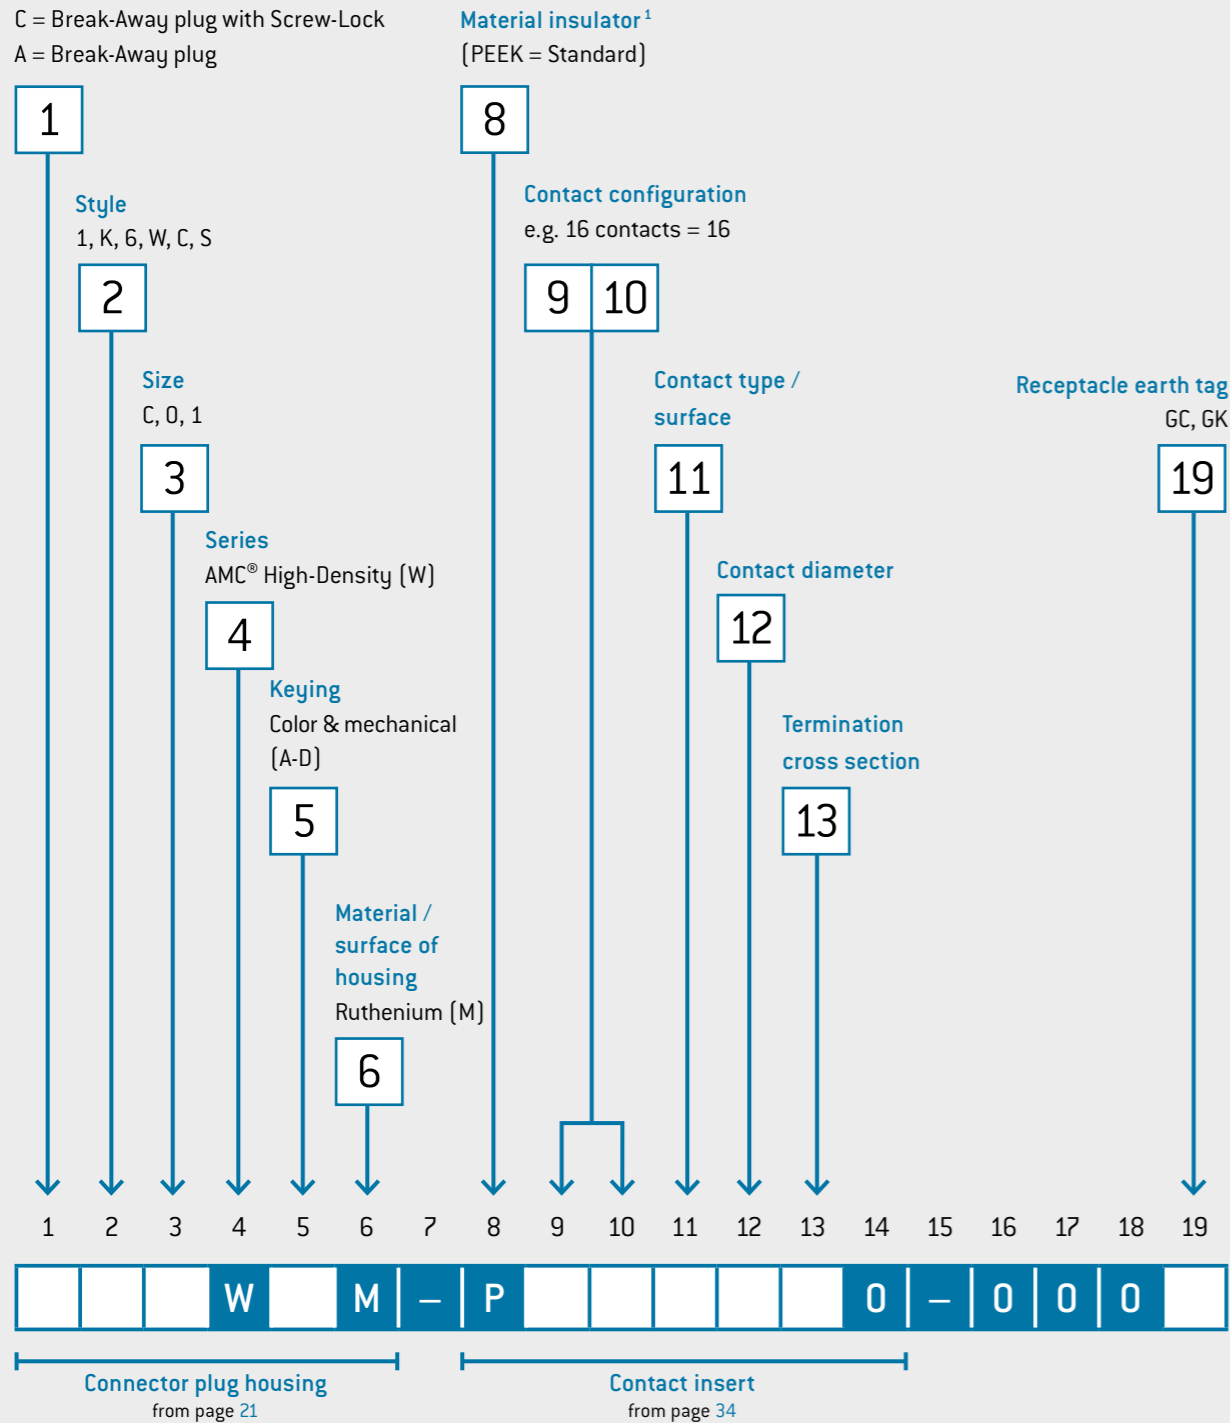 C = Break-Away plug with Screw-Lock
A = Break-Away plug
1
Style
1, K, 6, W, C, S
2
Size
C, 0, 1
3
Series
AMC® High-Density (W)
4
Keying
Color & mechanical
(A-D)
5
Material /
surface of
housing
Ruthenium (M)
6
Material insulator 1
(PEEK = Standard)
8
Contact configuration
e.g. 16 contacts = 16
9 10
Contact type /
surface
11
Contact diameter
12
Termination
cross section
13
Receptacle earth tag
GC, GK
19
1 2 3 4 5 6 7 8 9 10 11 12 13 14 15 16 17 18 19
W M – P 0 – 0 0 0
Connector plug housing
from page 21
Contact insert
from page 34